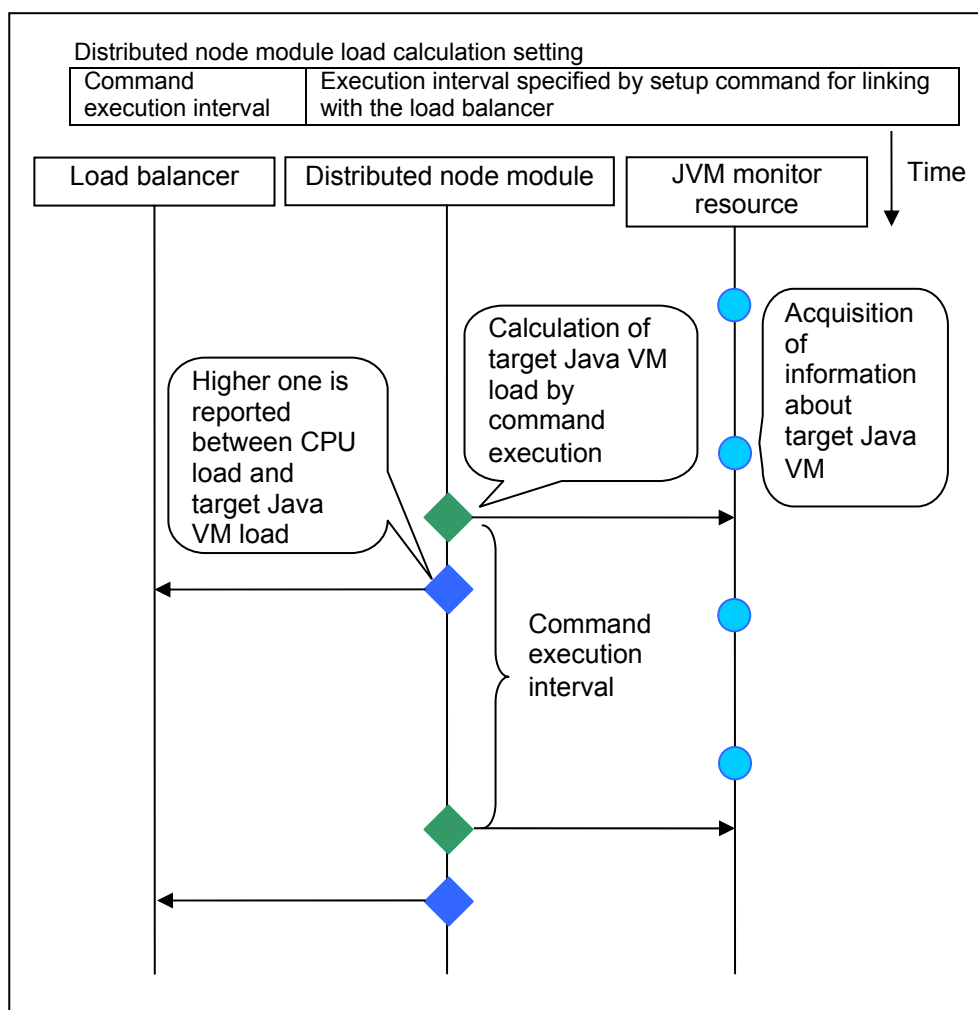 Distributed node module load calculation setting
Command
execution interval
Execution interval specified by setup command for linking
with the load balancer
Load balancer
Distributed node module
JVM monitor
resource
Time
Acquisition
of
information
about
target Java
VM
Calculation of
target Java VM
load by
command
execution
Higher one is
reported
between CPU
load and
target Java
VM load
Command
execution
interval